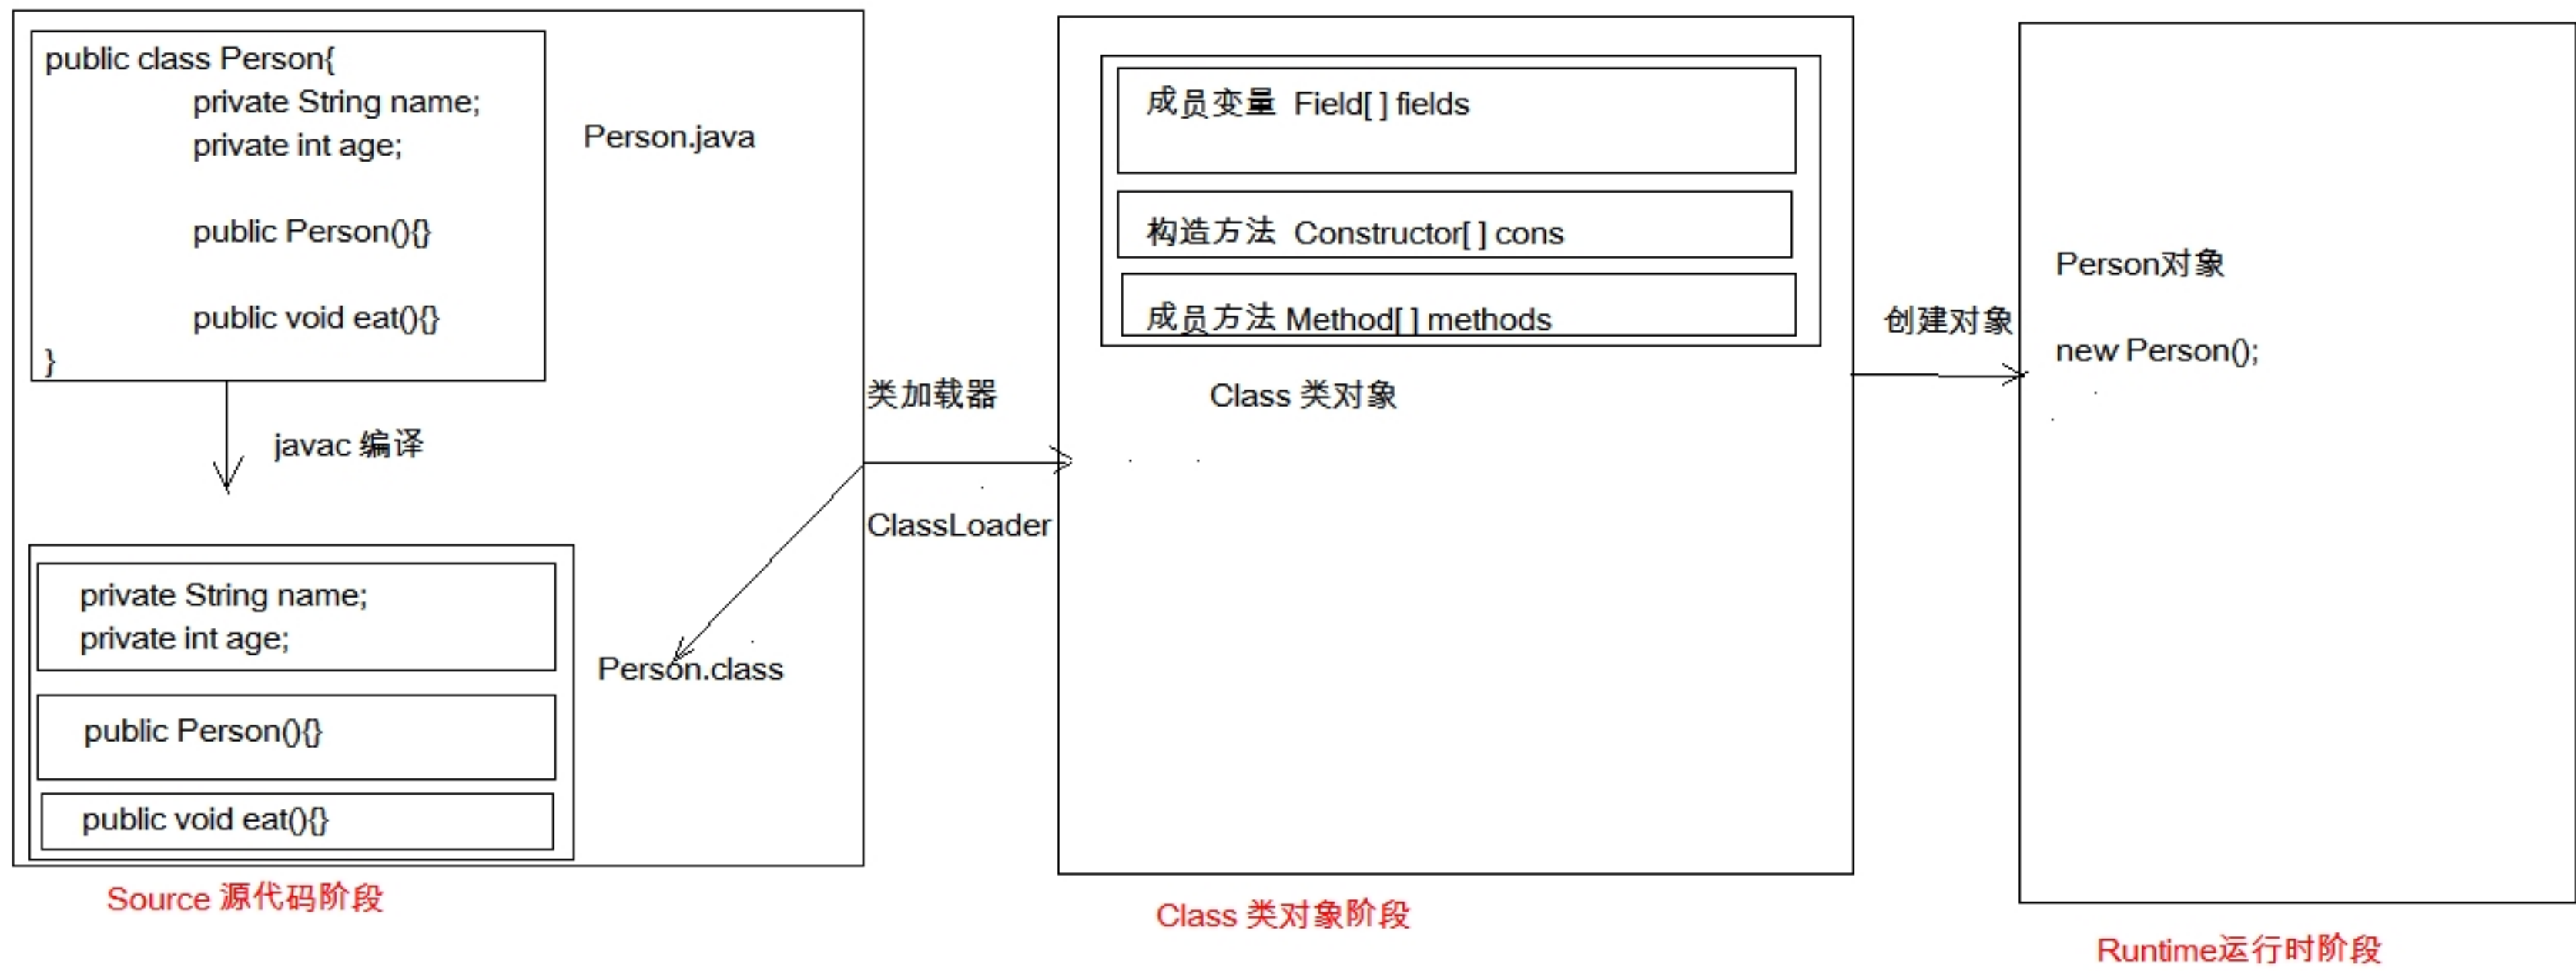 public class Person{
private String name;
private int age;
public Person(){}
public void eat(){}
}
Person.java
javac 编译
private String name;
private int age;
public Person(){}
public void eat(){}
Person.class
Source 源代码阶段
类加载器
ClassLoader
成员变量 Field[ ] fields
构造方法 Constructor[ ] cons
成员方法 Method[ ] methods
Class 类对象
Class 类对象阶段
创建对象
Person对象
new Person();
Runtime运行时阶段